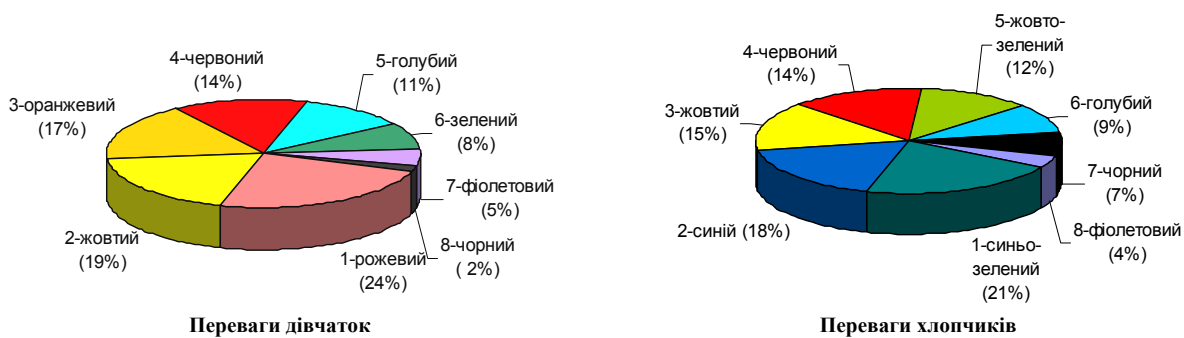 4-червоний
(14%)
5-голубий
(11%)
3-оранжевий
(17%)
6-зелений
(8%)
7-фіолетовий
(5%)
2-жовтий
(19%)
8-чорний
( 2%)
1-рожевий
(24%)
Переваги дівчаток
5-жовто-
зелений
(12%)
4-червоний
(14%)
3-жовтий
(15%)
6-голубий
(9%)
7-чорний
(7%)
2-синій (18%)
8-фіолетовий
(4%)
1-синьо-
зелений
(21%)
Переваги хлопчиків